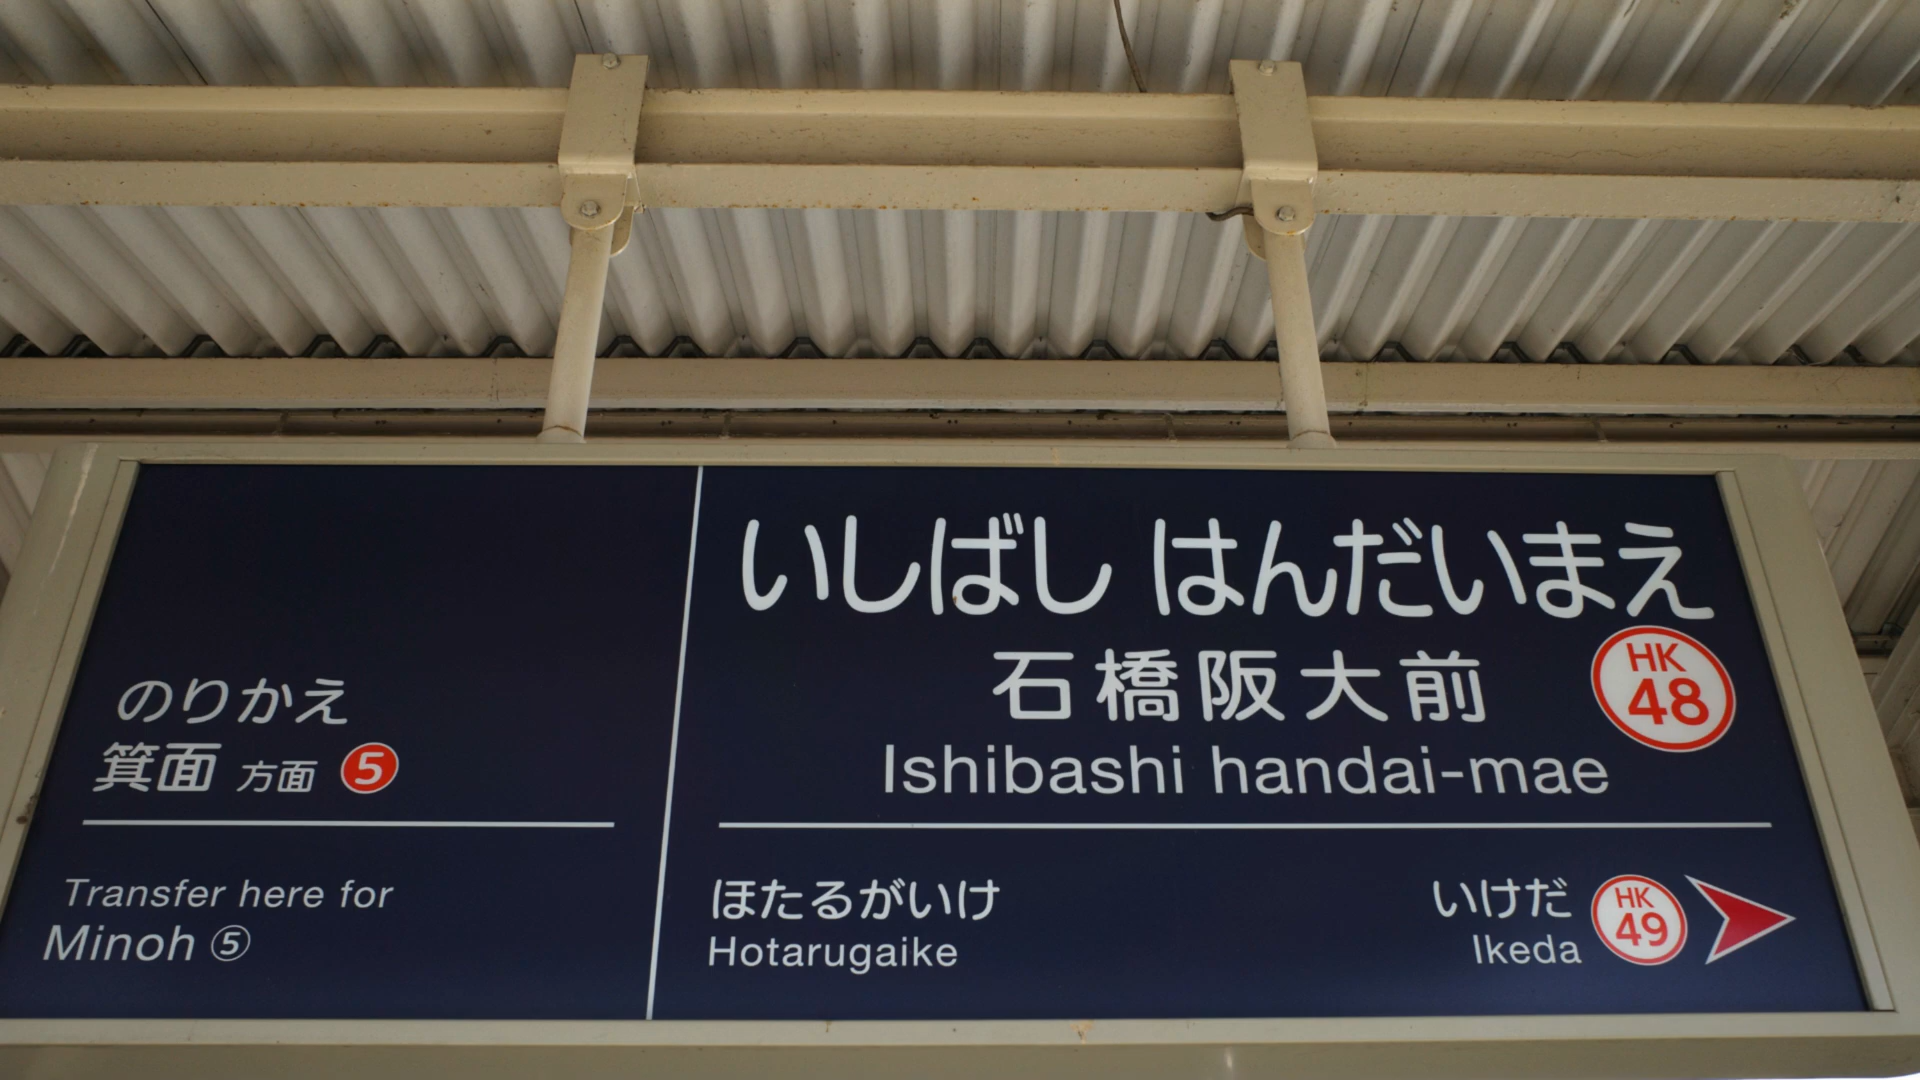 のりかえ
箕面 方面 5
Transfer here for
Minoh ⑤
いしばし はんだいまえ
石橋阪大前
HK
48
Ishibashi handai-mae
ほたるがいけ
Hotarugaike
いけだ
Ikeda
HK
49